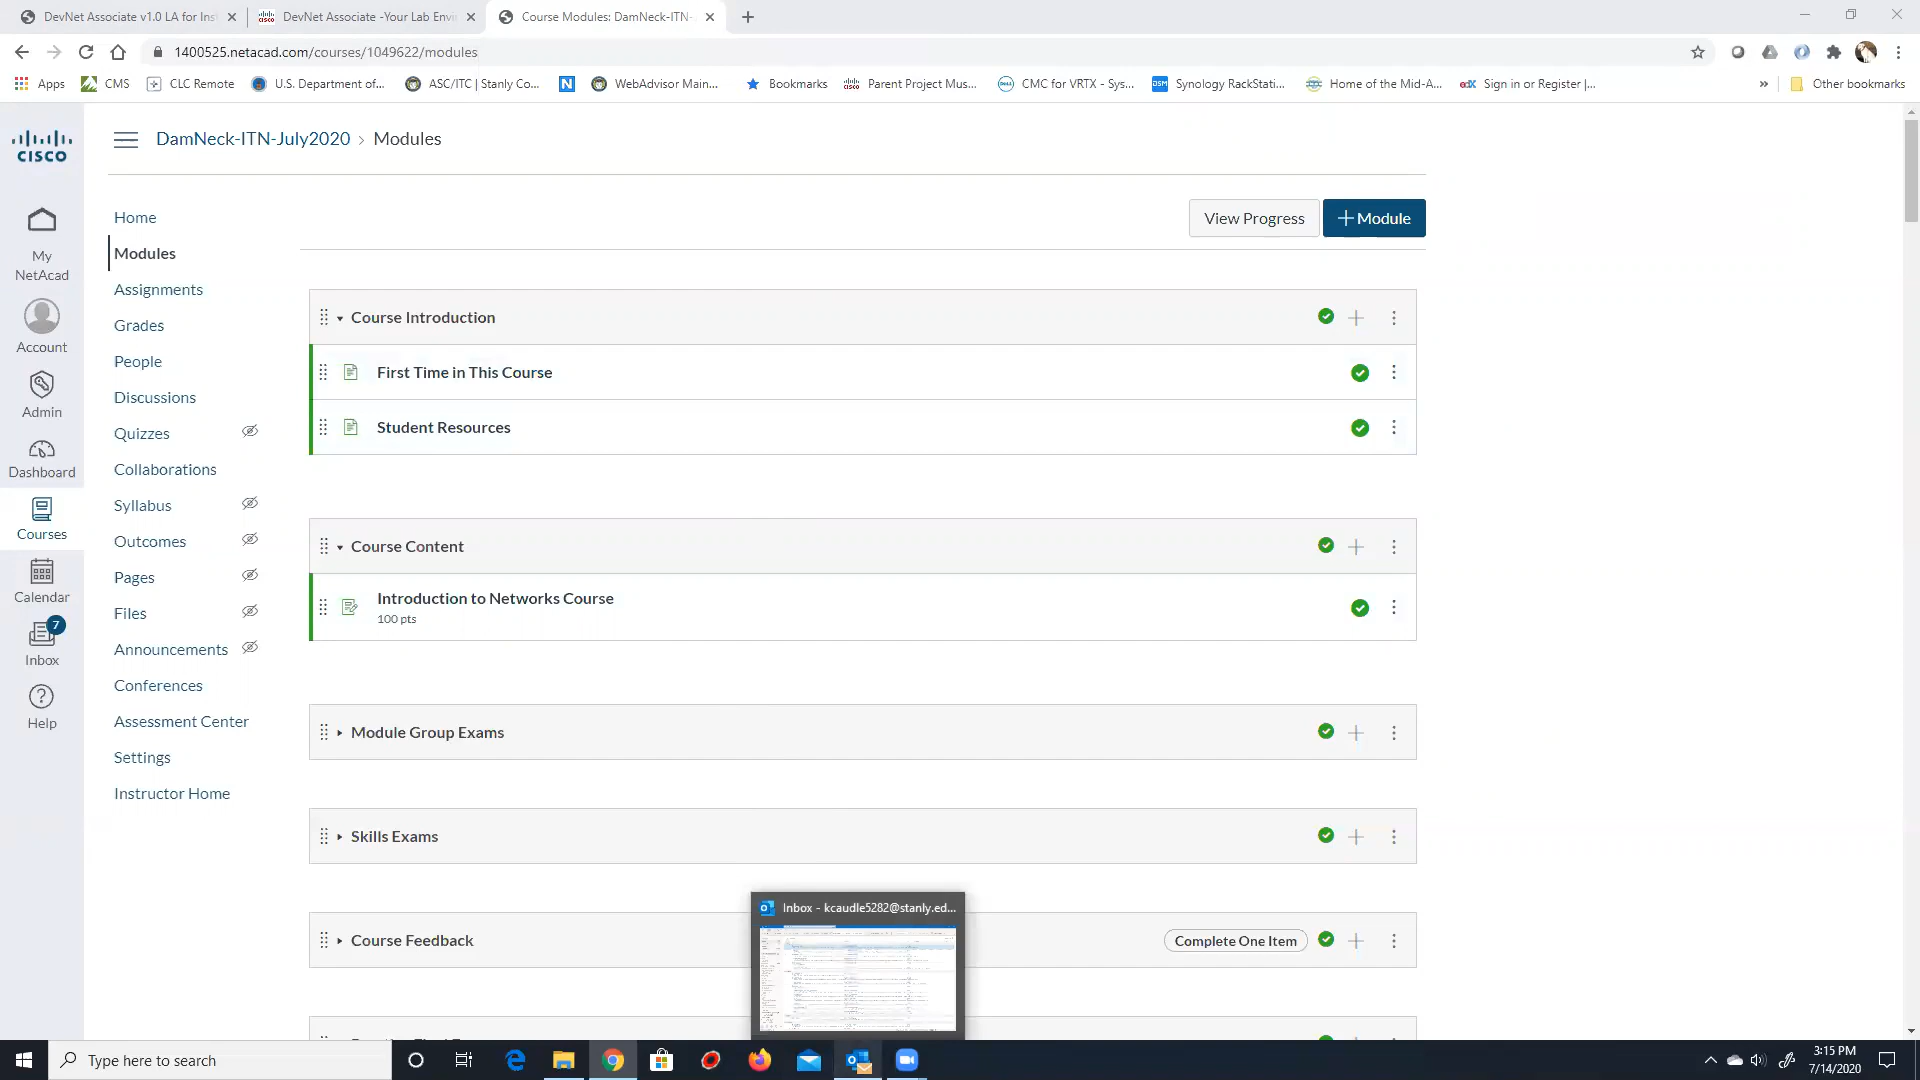 DevNet Associate v1.0 LA for Inst
DevNet Associate -Your Lab Envi
Course Modules: DamNeck-ITN-
1400525.netacad.com/courses/1049622/modules
Apps
CMS
CLC Remote
U.S. Department of...
ASC/ITC | Stanly Co...
WebAdvisor Main...
Bookmarks
Parent Project Mus...
CMC for VRTX - Sys...
Synology RackStati...
Home of the Mid-A...
Sign in or Register |...
»
Other bookmarks
CISCO
DamNeck-ITN-July2020 › Modules
My
NetAcad
Account
Admin
Dashboard
Courses
Calendar
7
Inbox
Help
Home
Modules
Assignments
Grades
People
Discussions
Quizzes
Collaborations
Syllabus
Outcomes
Pages
Files
Announcements
Conferences
Assessment Center
Settings
Instructor Home
View Progress
+ Module
Course Introduction
First Time in This Course
Student Resources
Course Content
Introduction to Networks Course
100 pts
Module Group Exams
Skills Exams
Course Feedback
Complete One Item
Inbox - kcaudle5282@stanly.ed...
Type here to search
3:15 PM
7/14/2020